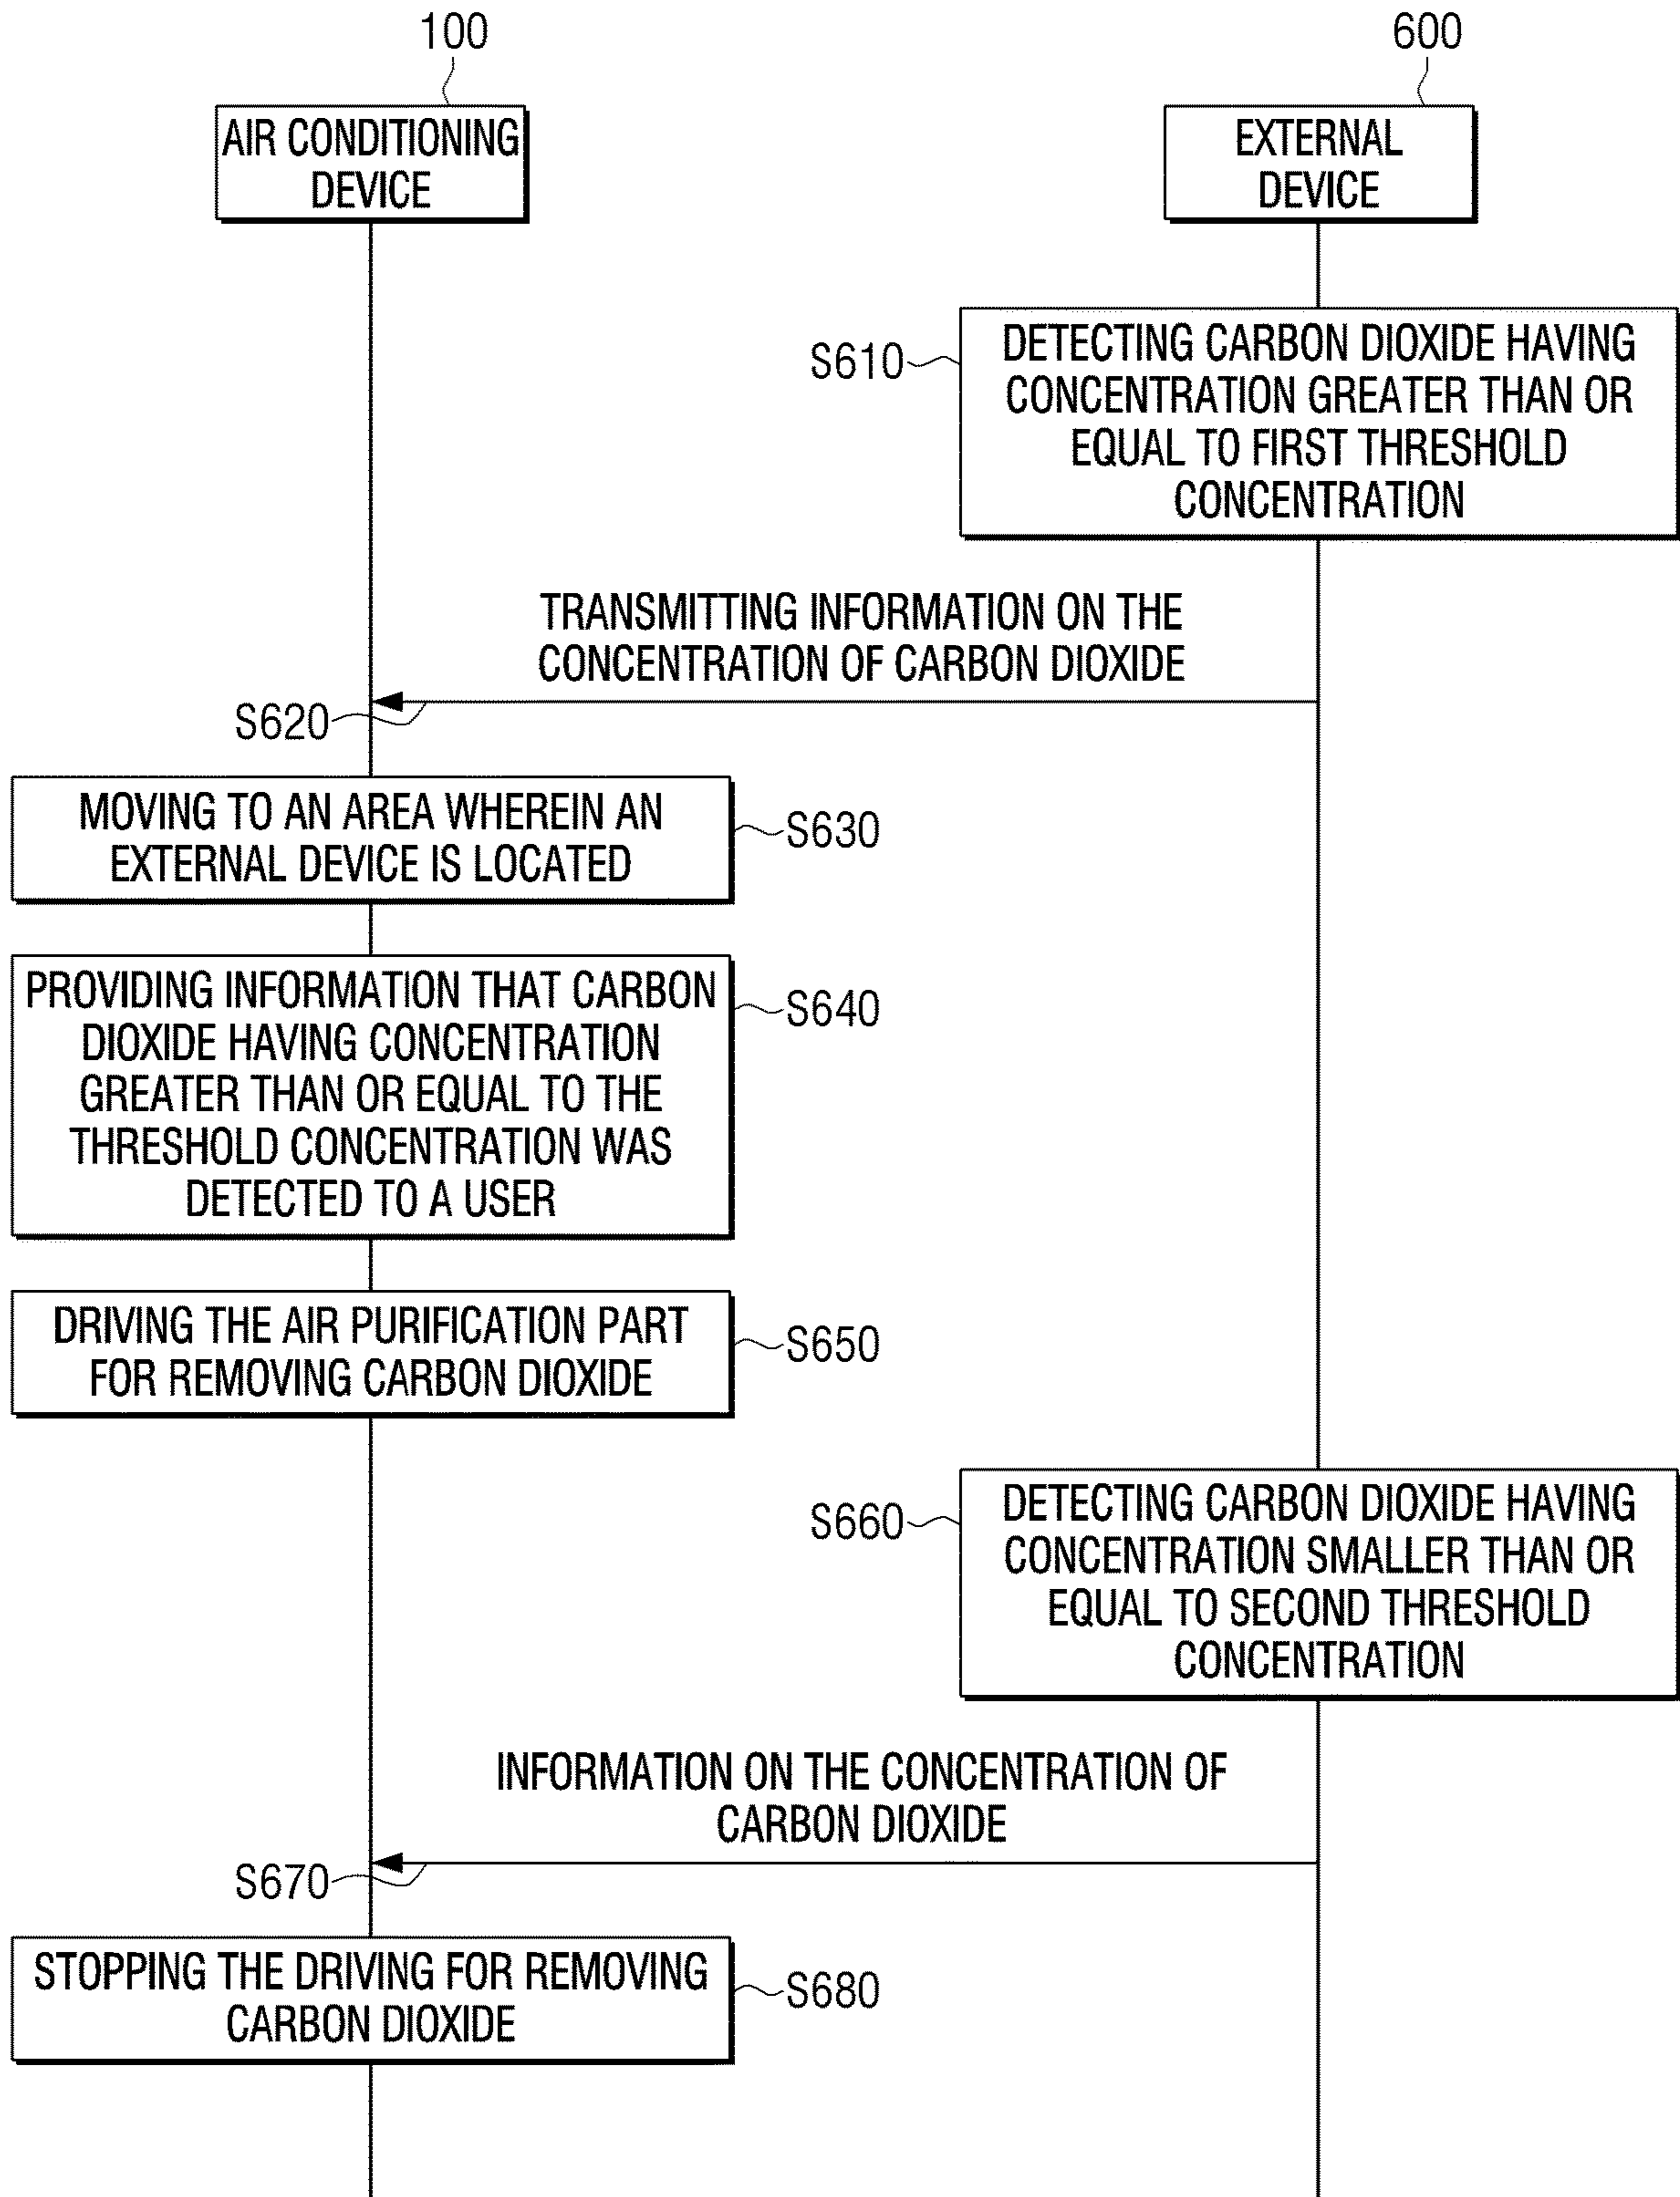 100
600
AIR CONDITIONING
DEVICE
EXTERNAL
DEVICE
S610
DETECTING CARBON DIOXIDE HAVING
CONCENTRATION GREATER THAN OR
EQUAL TO FIRST THRESHOLD
CONCENTRATION
TRANSMITTING INFORMATION ON THE
CONCENTRATION OF CARBON DIOXIDE
S620
MOVING TO AN AREA WHEREIN AN
EXTERNAL DEVICE IS LOCATED
S630
PROVIDING INFORMATION THAT CARBON
DIOXIDE HAVING CONCENTRATION
GREATER THAN OR EQUAL TO THE
THRESHOLD CONCENTRATION WAS
DETECTED TO A USER
S640
DRIVING THE AIR PURIFICATION PART
FOR REMOVING CARBON DIOXIDE
S650
S660
DETECTING CARBON DIOXIDE HAVING
CONCENTRATION SMALLER THAN OR
EQUAL TO SECOND THRESHOLD
CONCENTRATION
INFORMATION ON THE CONCENTRATION OF
CARBON DIOXIDE
S670
STOPPING THE DRIVING FOR REMOVING
CARBON DIOXIDE
S680